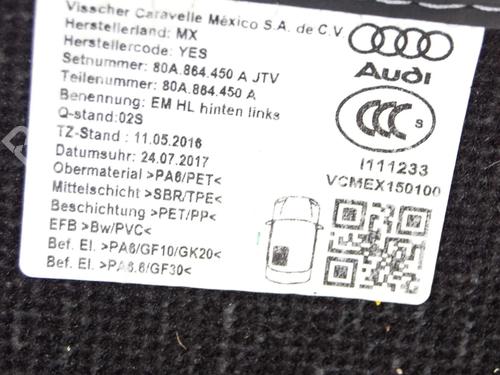 Visscher Caravelle México S.A. de C.V.
Herstellerland: MX
Herstellercode: YES
Setnummer: 80A.864.450 A JTV
Teilenummer: 80A.864.450 A
Benennung: EM HL hinten links
Q-stand:02S
TZ-Stand : 11.05.2016
Datumsuhr: 24.07.2017
Obermaterial >PA6/PET<
Mittelschicht >SBR/TPE<
Beschichtung >PET/PP<
EFB >Bw/PVC<
Bef. El. >PA6/GF10/GK20<
Bef. El. >PA6.6/GF30<
Audi
CCC S
I111233
VCMEX150100